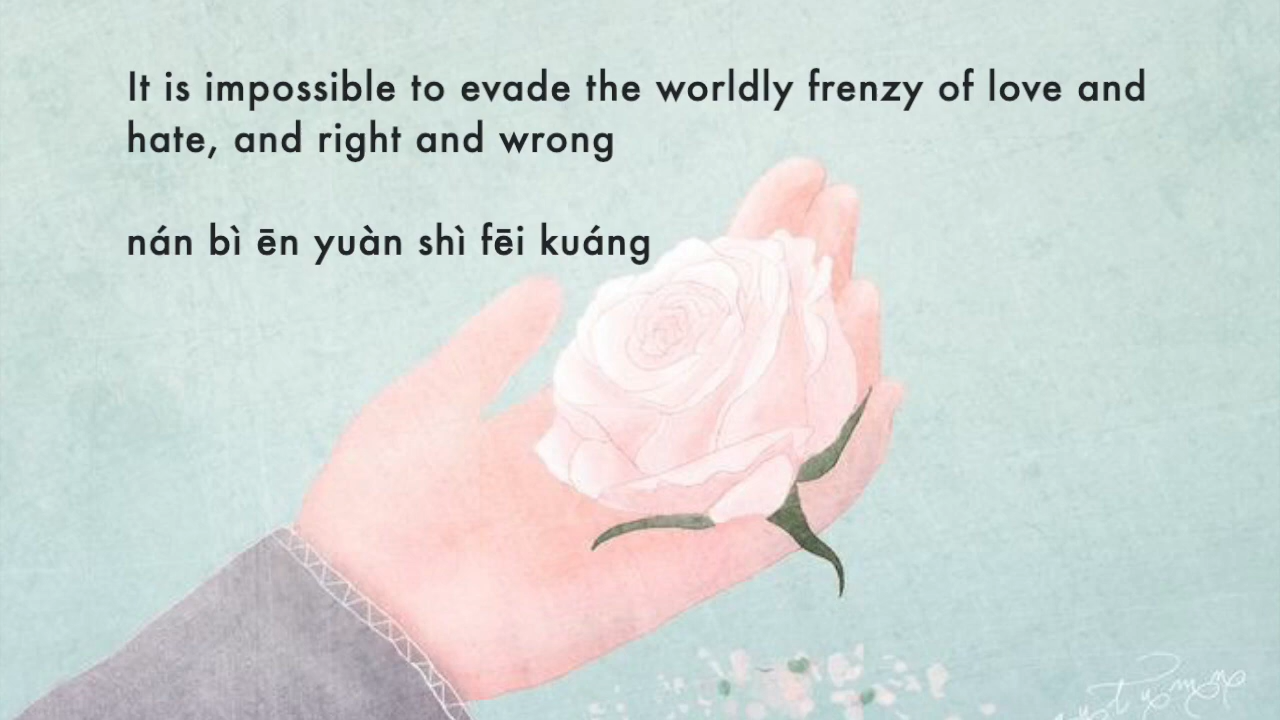 It is impossible to evade the worldly frenzy of love and
hate, and right and wrong
nán bì ēn yuàn shì fēi kuáng